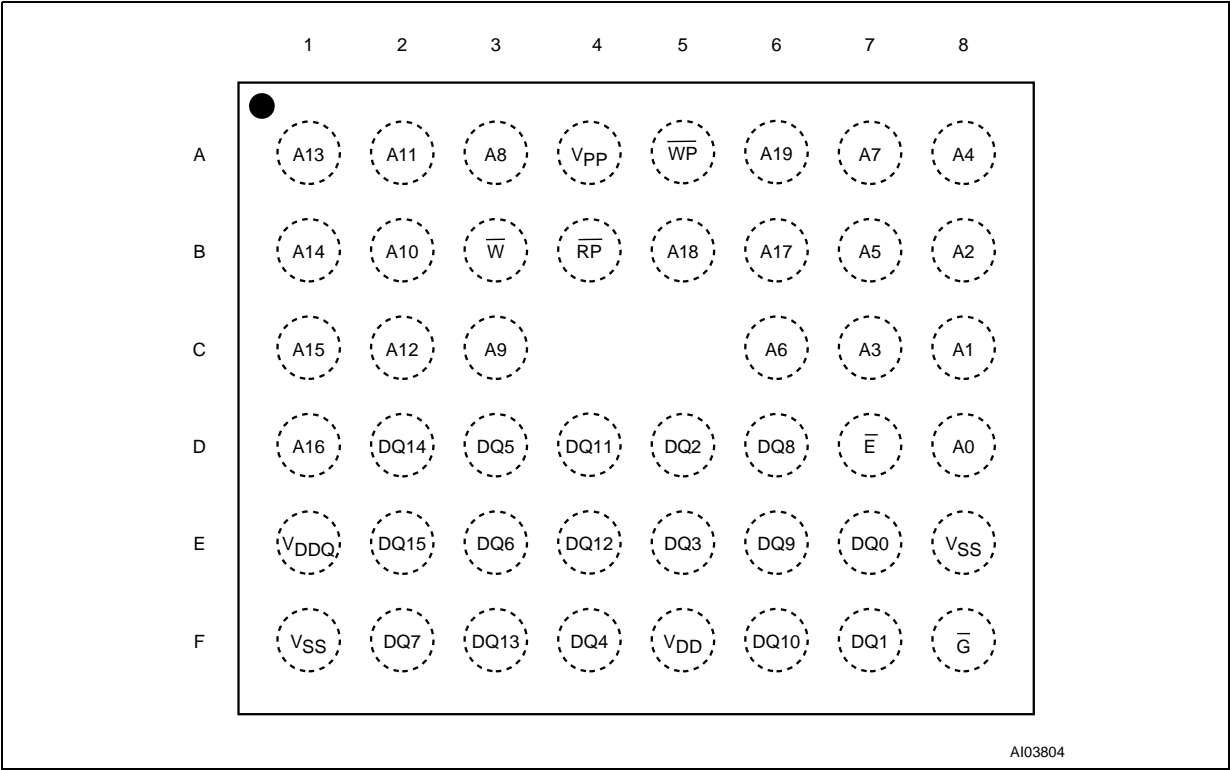 1 2 3 4 5 6 7 8
A A13 A11 A8 VPP W̅P̅ A19 A7 A4
B A14 A10 W̅ R̅P̅ A18 A17 A5 A2
C A15 A12 A9 A6 A3 A1
D A16 DQ14 DQ5 DQ11 DQ2 DQ8 E̅ A0
E VDDQ DQ15 DQ6 DQ12 DQ3 DQ9 DQ0 VSS
F VSS DQ7 DQ13 DQ4 VDD DQ10 DQ1 G̅
AI03804